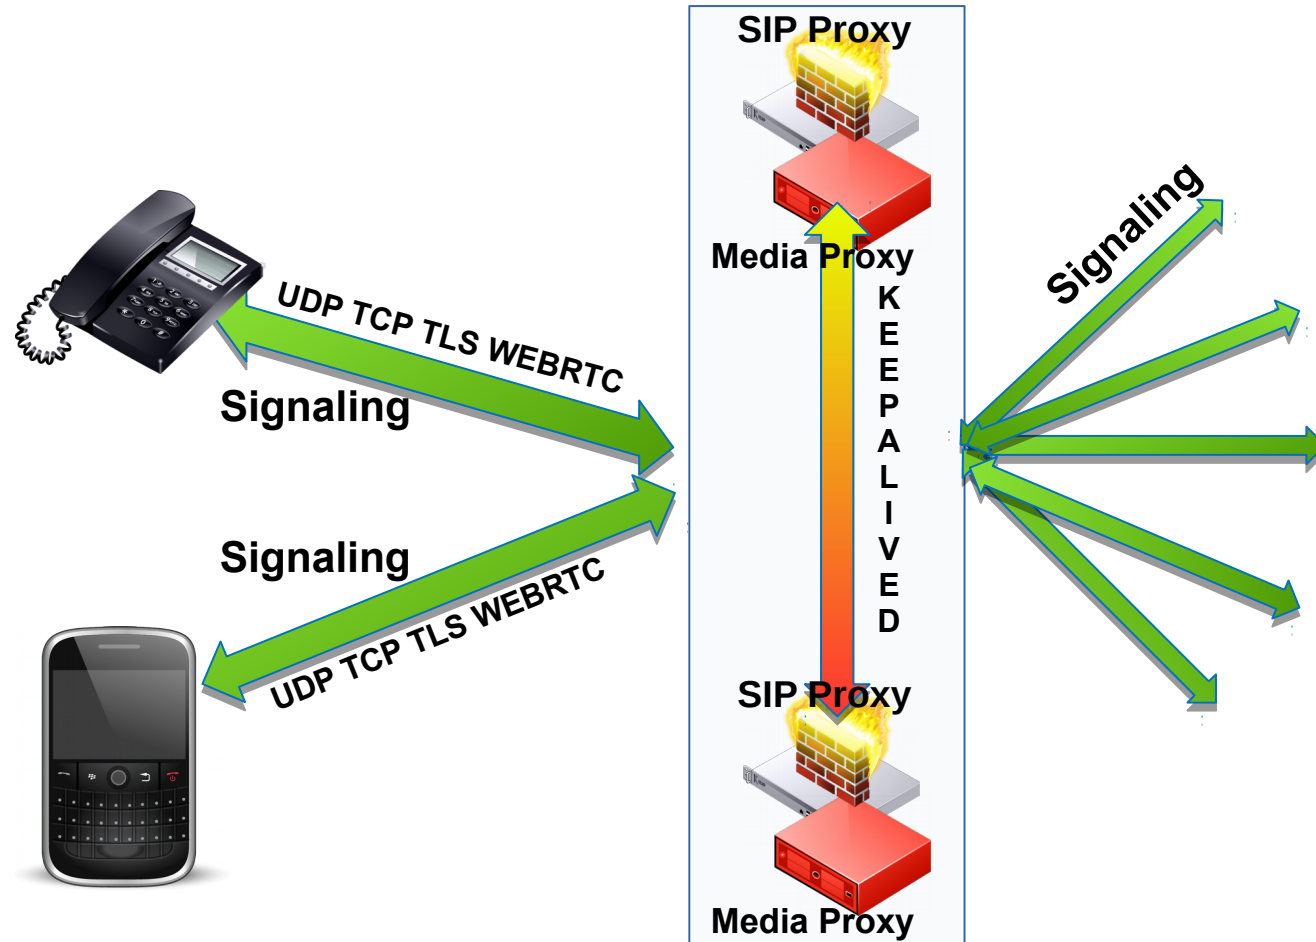 SIP Proxy
Media Proxy
KEEPALIVED
SIP Proxy
Media Proxy
UDP TCP TLS WEBRTC
Signaling
Signaling
UDP TCP TLS WEBRTC
Signaling